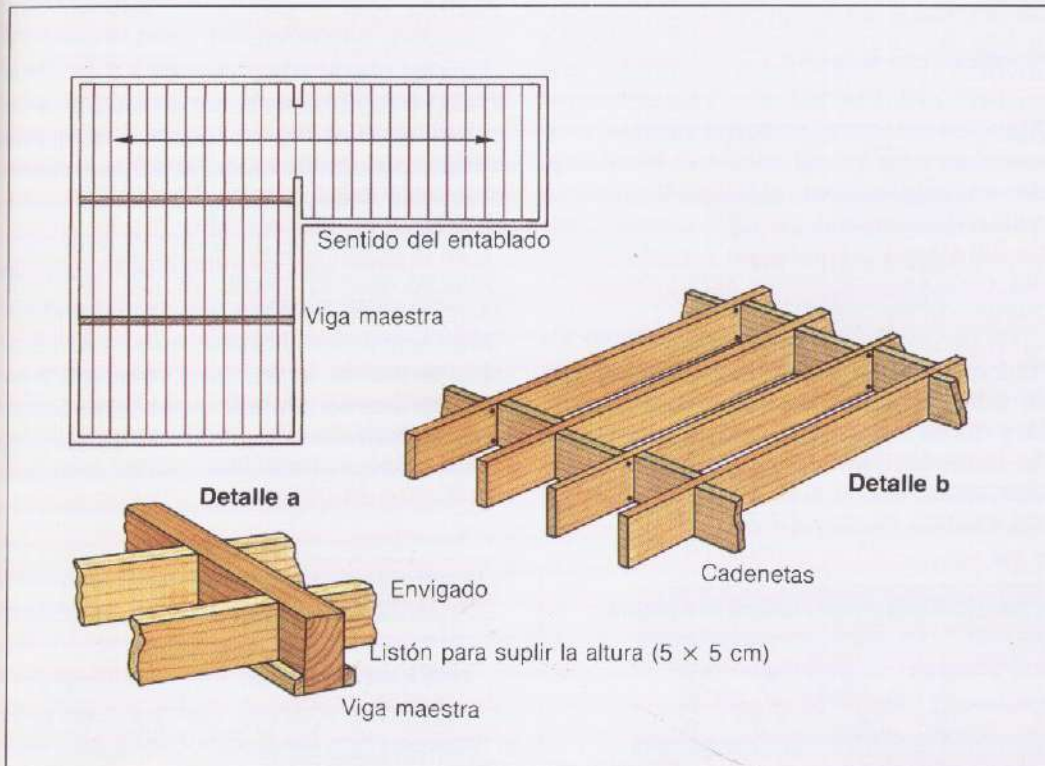 Sentido del entablado
Viga maestra
Detalle a
Detalle b
Envigado
Cadenetas
Listón para suplir la altura (5 × 5 cm)
Viga maestra